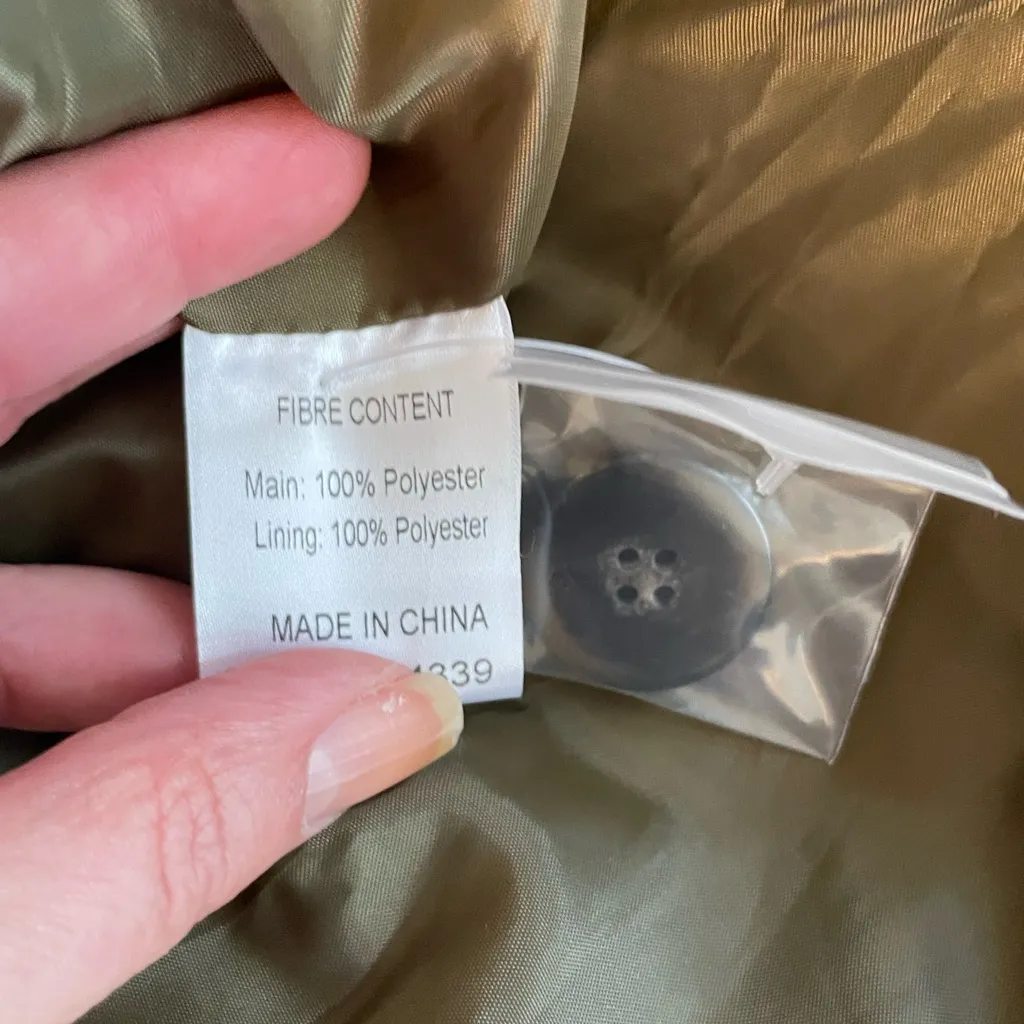 FIBRE CONTENT
Main: 100% Polyester
Lining: 100% Polyester
MADE IN CHINA